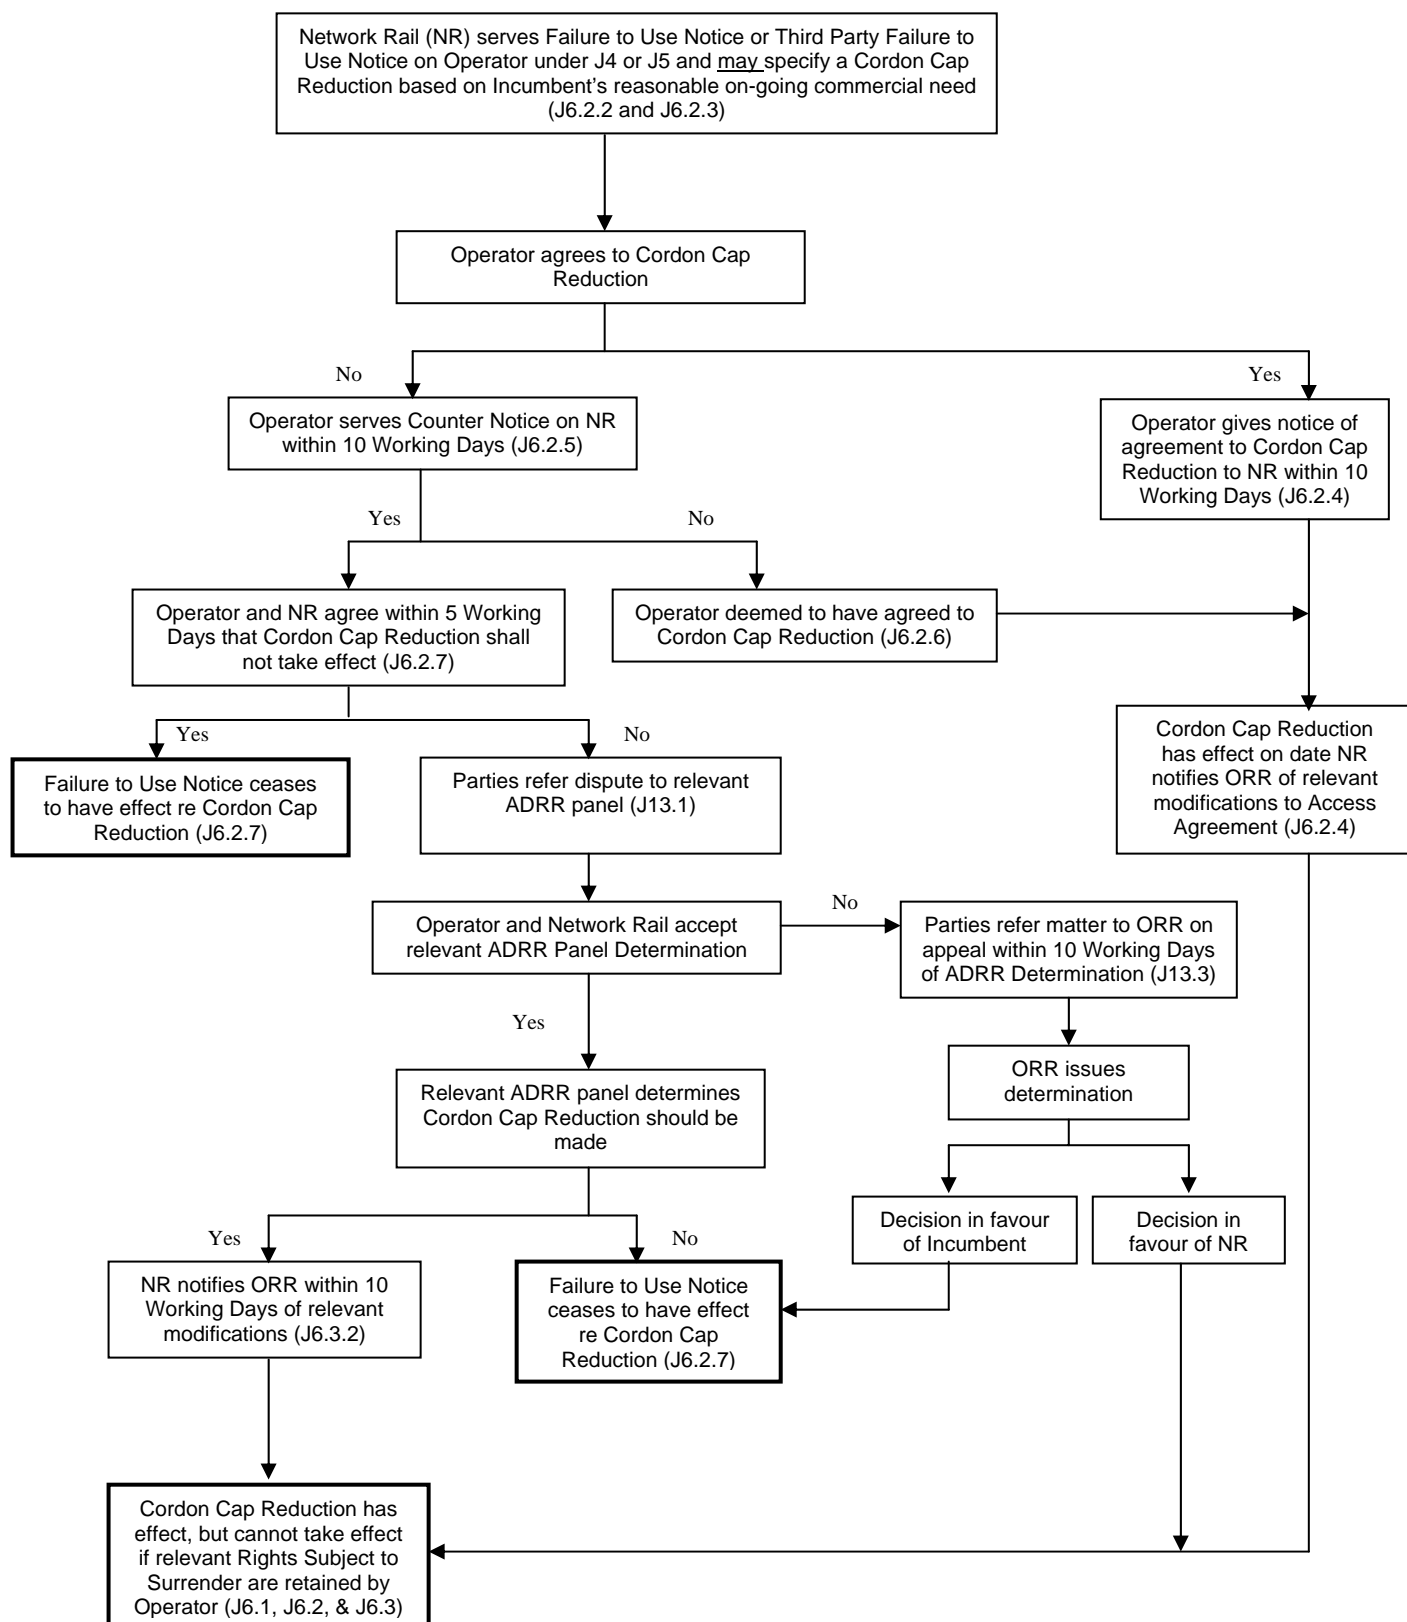 Network Rail (NR) serves Failure to Use Notice or Third Party Failure to
Use Notice on Operator under J4 or J5 and may specify a Cordon Cap
Reduction based on Incumbent's reasonable on-going commercial need
(J6.2.2 and J6.2.3)
Operator agrees to Cordon Cap
Reduction
No
Yes
Operator serves Counter Notice on NR
within 10 Working Days (J6.2.5)
Operator gives notice of
agreement to Cordon Cap
Reduction to NR within 10
Working Days (J6.2.4)
Yes
No
Operator and NR agree within 5 Working
Days that Cordon Cap Reduction shall
not take effect (J6.2.7)
Operator deemed to have agreed to
Cordon Cap Reduction (J6.2.6)
Yes
No
Cordon Cap Reduction
has effect on date NR
notifies ORR of relevant
modifications to Access
Agreement (J6.2.4)
Failure to Use Notice ceases
to have effect re Cordon Cap
Reduction (J6.2.7)
Parties refer dispute to relevant
ADRR panel (J13.1)
Operator and Network Rail accept
relevant ADRR Panel Determination
No
Parties refer matter to ORR on
appeal within 10 Working Days
of ADRR Determination (J13.3)
Yes
ORR issues
determination
Relevant ADRR panel determines
Cordon Cap Reduction should be
made
Decision in favour
of Incumbent
Decision in
favour of NR
Yes
No
NR notifies ORR within 10
Working Days of relevant
modifications (J6.3.2)
Failure to Use Notice
ceases to have effect
re Cordon Cap
Reduction (J6.2.7)
Cordon Cap Reduction has
effect, but cannot take effect
if relevant Rights Subject to
Surrender are retained by
Operator (J6.1, J6.2, & J6.3)